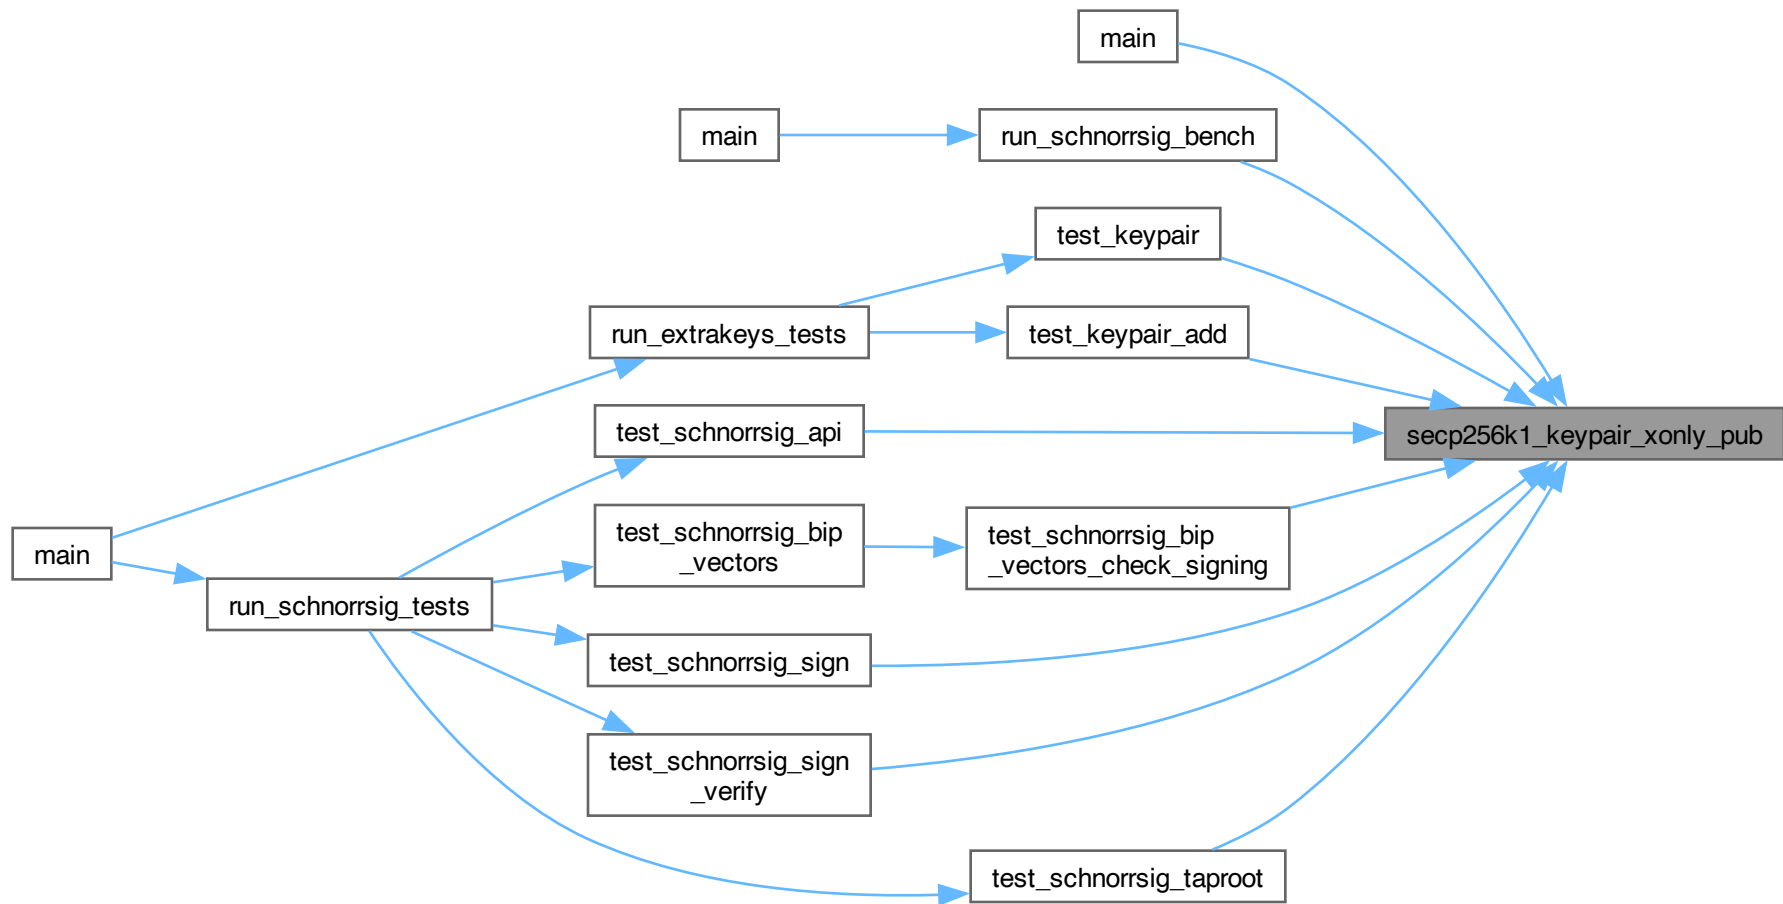 main
main
run_schnorrsig_bench
test_keypair
run_extrakeys_tests
test_keypair_add
test_schnorrsig_api
secp256k1_keypair_xonly_pub
main
test_schnorrsig_bip
_vectors
test_schnorrsig_bip
_vectors_check_signing
run_schnorrsig_tests
test_schnorrsig_sign
test_schnorrsig_sign
_verify
test_schnorrsig_taproot